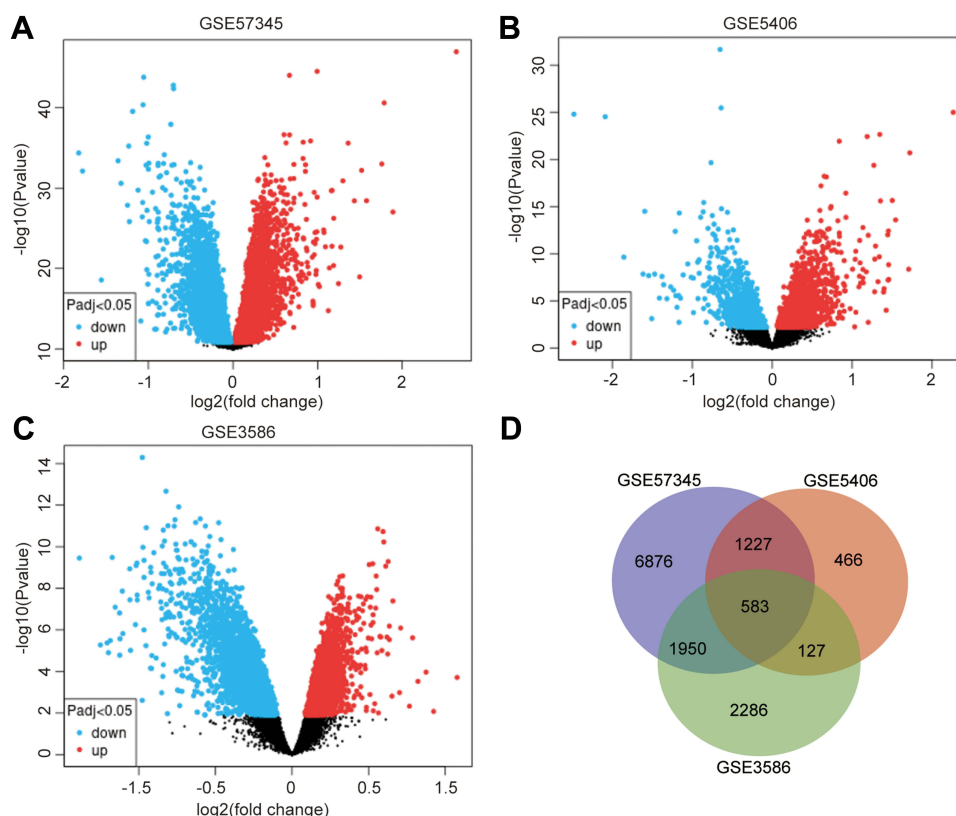 A
GSE57345
-log10(Pvalue)
40
30
20
10
Padj<0.05
down
up
-2
-1
0
1
2
log2(fold change)
B
GSE5406
-log10(Pvalue)
30
25
20
15
10
5
0
Padj<0.05
down
up
-2
-1
0
1
2
log2(fold change)
C
GSE3586
-log10(Pvalue)
14
12
10
8
6
4
2
0
Padj<0.05
down
up
-1.5
-0.5
0
0.5
1.5
log2(fold change)
D
GSE57345
GSE5406
6876
1227
466
583
1950
127
2286
GSE3586